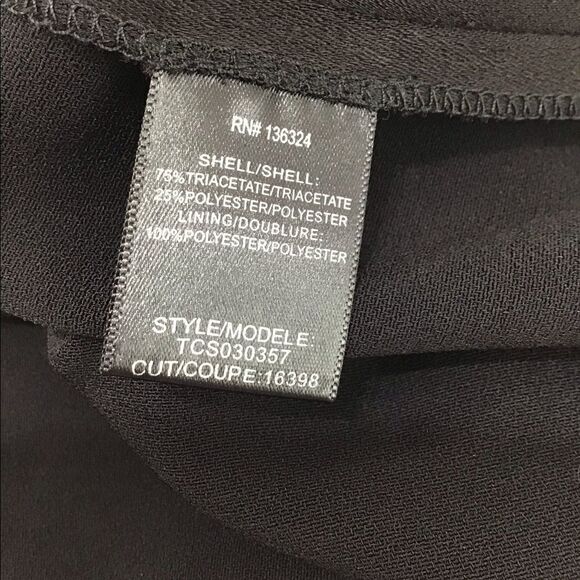 RN# 136324
SHELL/SHELL:
75%TRIACETATE/TRIACETATE
25%POLYESTER/POLYESTER
LINING/DOUBLURE:
100%POLYESTER/POLYESTER
STYLE/MODELE:
TCS030357
CUT/COUPE:16398